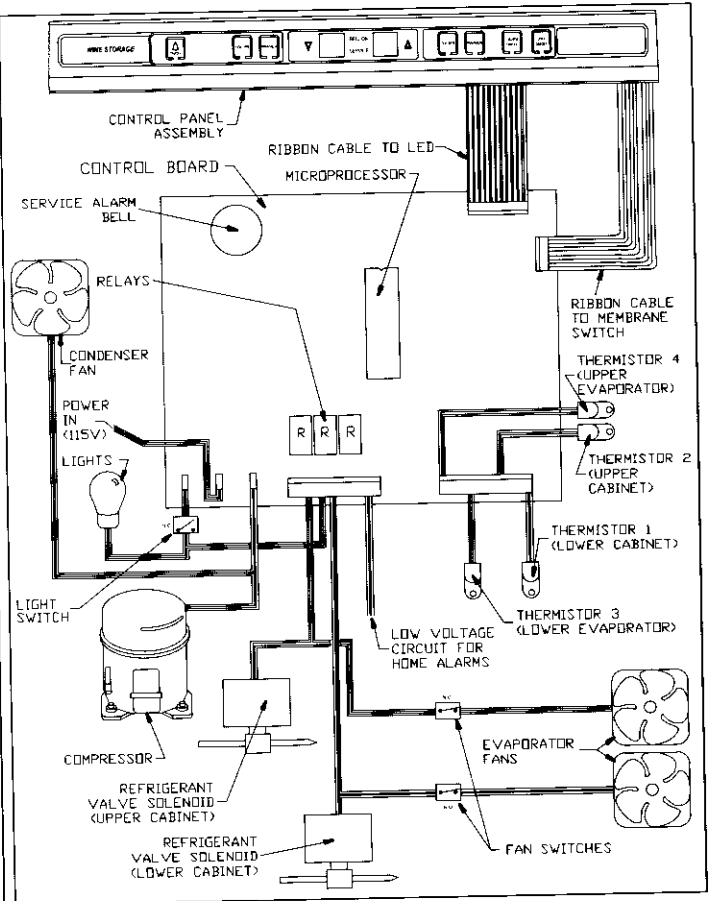 WINE STORAGE
CONTROL PANEL
ASSEMBLY
RIBBON CABLE TO LED
CONTROL BOARD
MICROPROCESSOR
SERVICE ALARM
BELL
RELAYS
RIBBON CABLE
TO MEMBRANE
SWITCH
CONDENSER
FAN
THERMISTOR 4
(UPPER
EVAPORATOR)
POWER
IN
(115V)
R R R
LIGHTS
THERMISTOR 2
(UPPER
CABINET)
THERMISTOR 1
(LOWER CABINET)
LIGHT
SWITCH
THERMISTOR 3
(LOWER EVAPORATOR)
LOW VOLTAGE
CIRCUIT FOR
HOME ALARMS
COMPRESSOR
EVAPORATOR
FANS
REFRIGERANT
VALVE SOLENOID
(UPPER CABINET)
REFRIGERANT
VALVE SOLENOID
(LOWER CABINET)
FAN SWITCHES